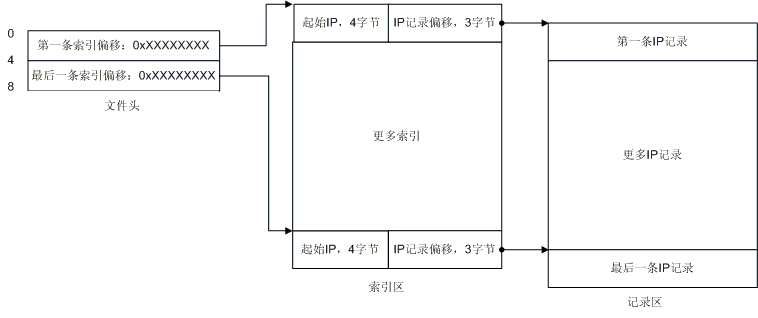 0
第一条索引偏移：0xXXXXXXXX
4
最后一条索引偏移：0xXXXXXXXX
8
文件头
起始IP，4字节
IP记录偏移，3字节
更多索引
起始IP，4字节
IP记录偏移，3字节
索引区
第一条IP记录
更多IP记录
最后一条IP记录
记录区